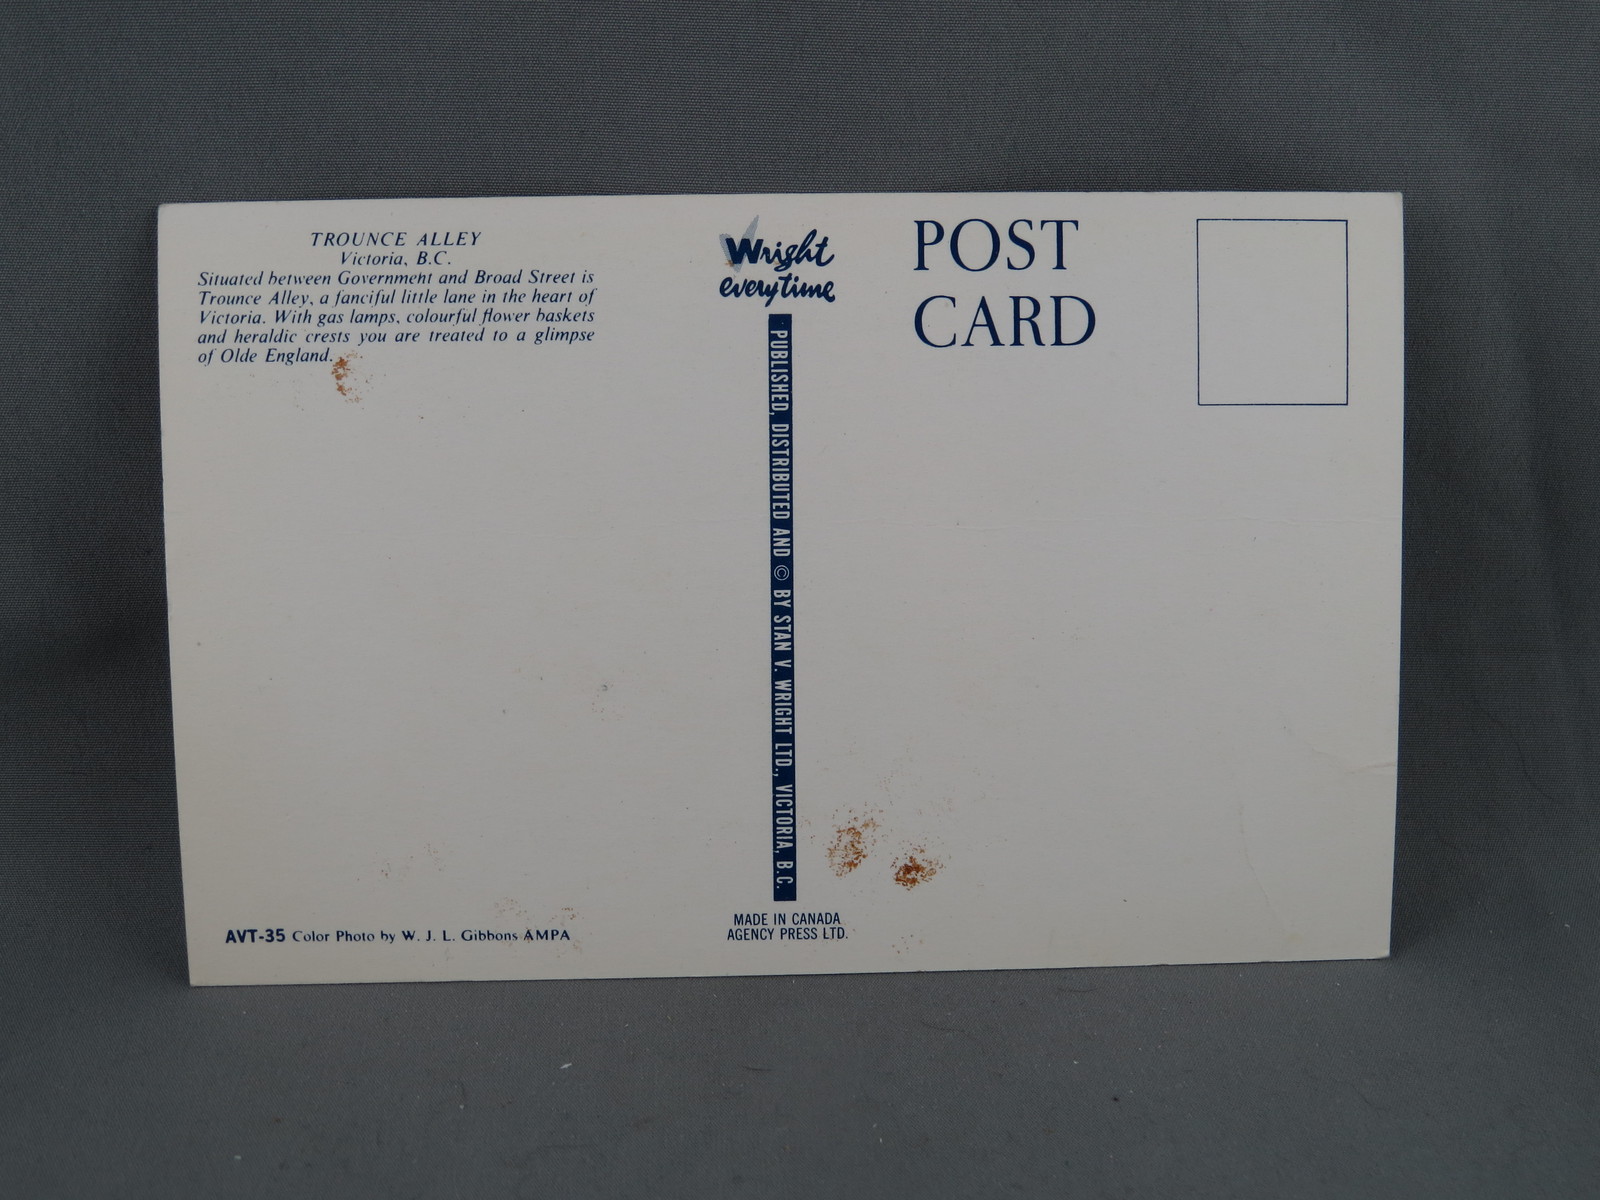 TROUNCE ALLEY
Victoria, B.C.
Situated between Government and Broad Street is
Trounce Alley, a fanciful little lane in the heart of
Victoria. With gas lamps, colourful flower baskets
and heraldic crests you are treated to a glimpse
of Olde England.
AVT-35 Color Photo by W. J. L. Gibbons AMPA
Wright
everytime
PUBLISHED, DISTRIBUTED AND © BY STAN V. WRIGHT LTD., VICTORIA, B.C.
MADE IN CANADA
AGENCY PRESS LTD.
POST
CARD